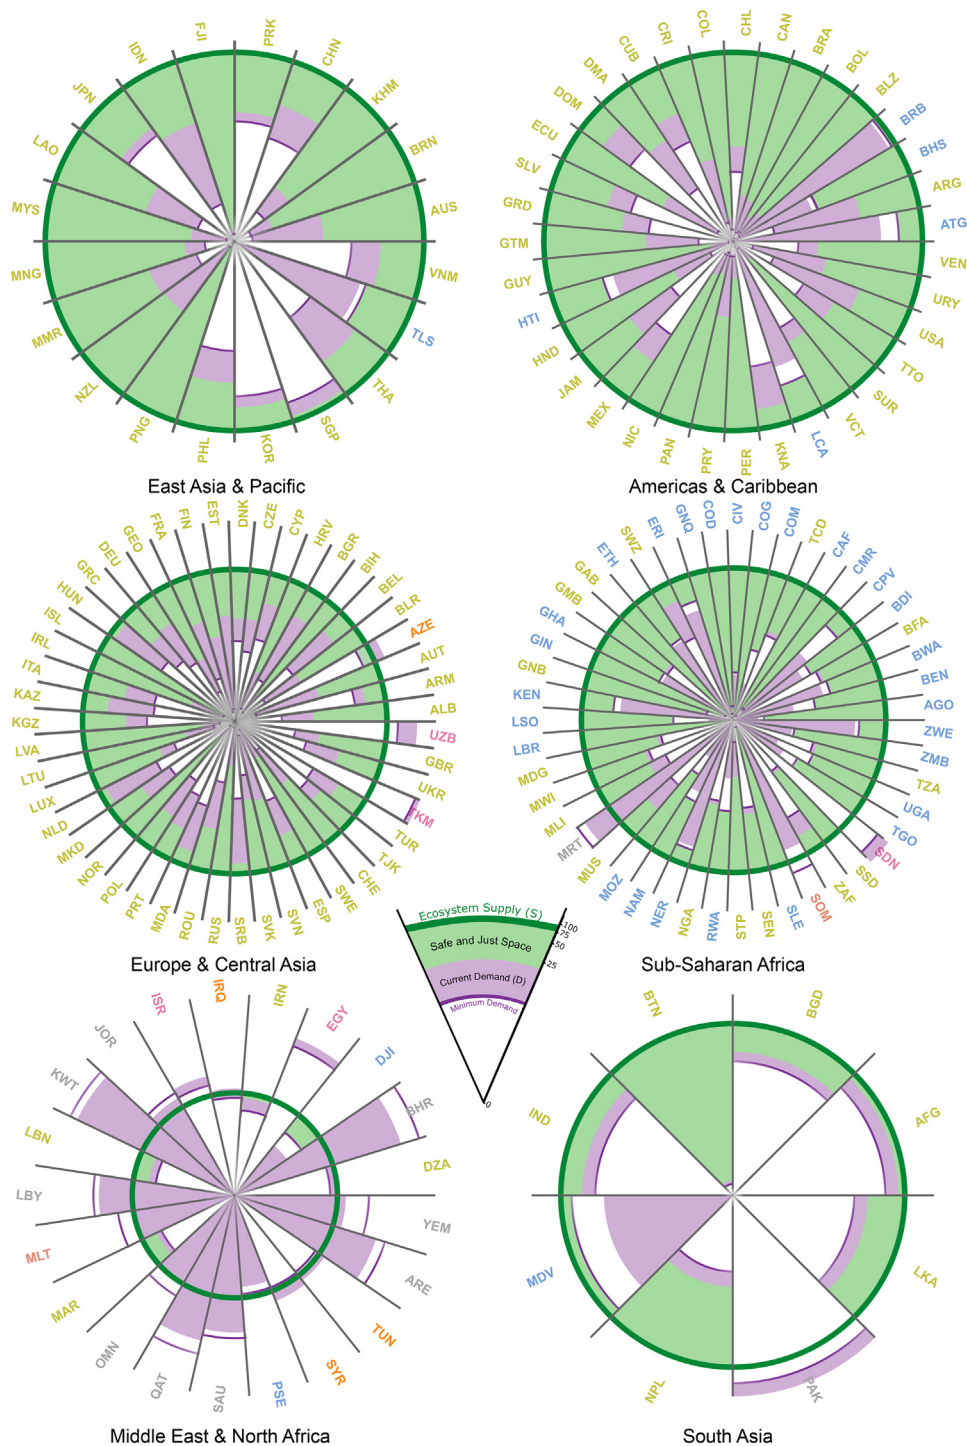 FJI
PRK
IDN
CHN
JPN
KHM
LAO
BRN
MYS
AUS
MNG
VNM
MMR
TLS
NZL
THA
PNG
SGP
PHL
KOR
East Asia & Pacific
COL
CHL
CAN
CRI
BRA
CUB
BOL
DMA
BLZ
DOM
BRB
ECU
BHS
SLV
ARG
GRD
ATG
GTM
VEN
GUY
URY
HTI
USA
HND
TTO
JAM
SUR
MEX
VCT
NIC
LCA
PAN
KNA
PRY
PER
Americas & Caribbean
EST
DNK
CZE
FIN
CYP
FRA
HRV
GEO
BGR
DEU
BIH
GRC
BEL
HUN
BLR
ISL
AZE
IRL
AUT
ITA
ARM
KAZ
ALB
KGZ
UZB
LVA
GBR
LTU
UKR
LUX
TKM
NLD
TUR
MKD
TJK
NOR
CHE
POL
SWE
PRT
ESP
MDA
SVN
ROU
SVK
RUS
SRB
Europe & Central Asia
COD
CIV
COG
GNQ
COM
ERI
TCD
SWZ
CAF
ETH
CMR
GAB
CPV
GMB
BDI
GHA
BFA
GIN
BWA
GNB
BEN
KEN
AGO
LSO
ZWE
LBR
ZMB
MDG
TZA
MWI
UGA
MLI
TGO
MRT
SDN
MUS
SSD
MOZ
ZAF
NAM
SOM
NER
SLE
NGA
SEN
RWA
STP
Sub-Saharan Africa
Ecosystem Supply (S)
Safe and Just Space
Current Demand (D)
Minimum Demand
100
75
50
25
0
IRQ
IRN
ISR
EGY
JOR
DJI
KWT
BHR
LBN
DZA
LBY
YEM
MLT
ARE
MAR
TUN
OMN
SYR
QAT
PSE
SAU
Middle East & North Africa
BTN
BGD
IND
AFG
MDV
LKA
NPL
PAK
South Asia